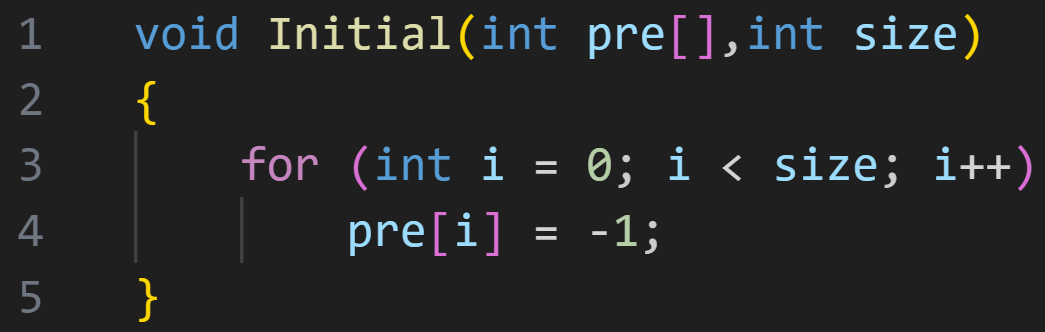 1 void Initial(int pre[],int size)
2 {
3 for (int i = 0; i < size; i++)
4 pre[i] = -1;
5 }